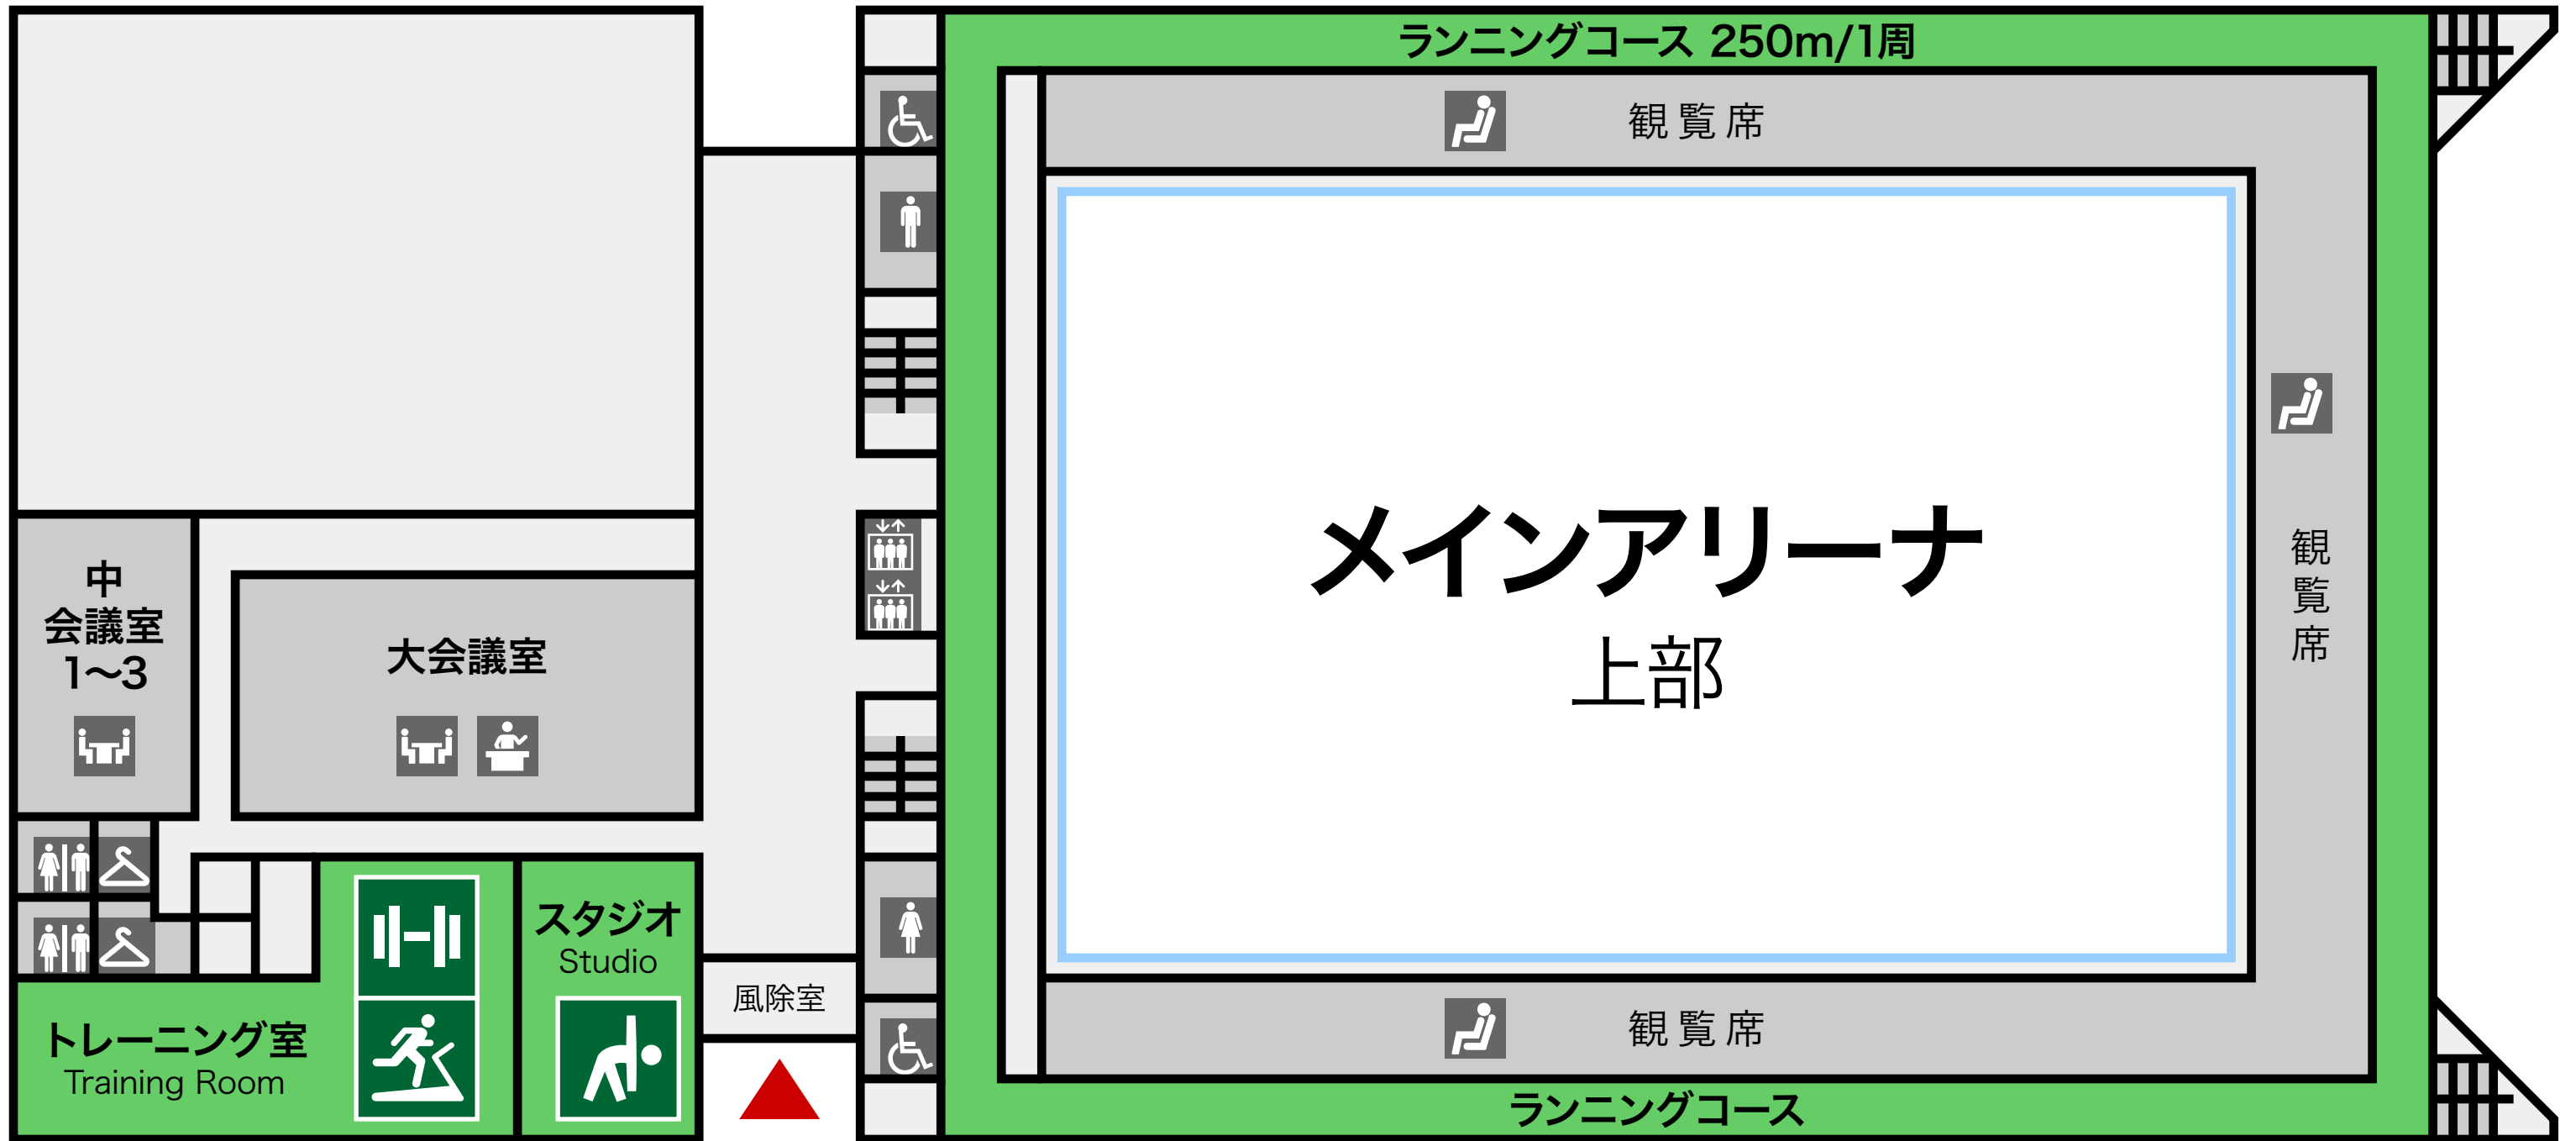 ランニングコース 250m/1周
観覧席
メインアリーナ
上部
観覧席
中
会議室
1〜3
大会議室
スタジオ
Studio
風除室
トレーニング室
Training Room
観覧席
ランニングコース